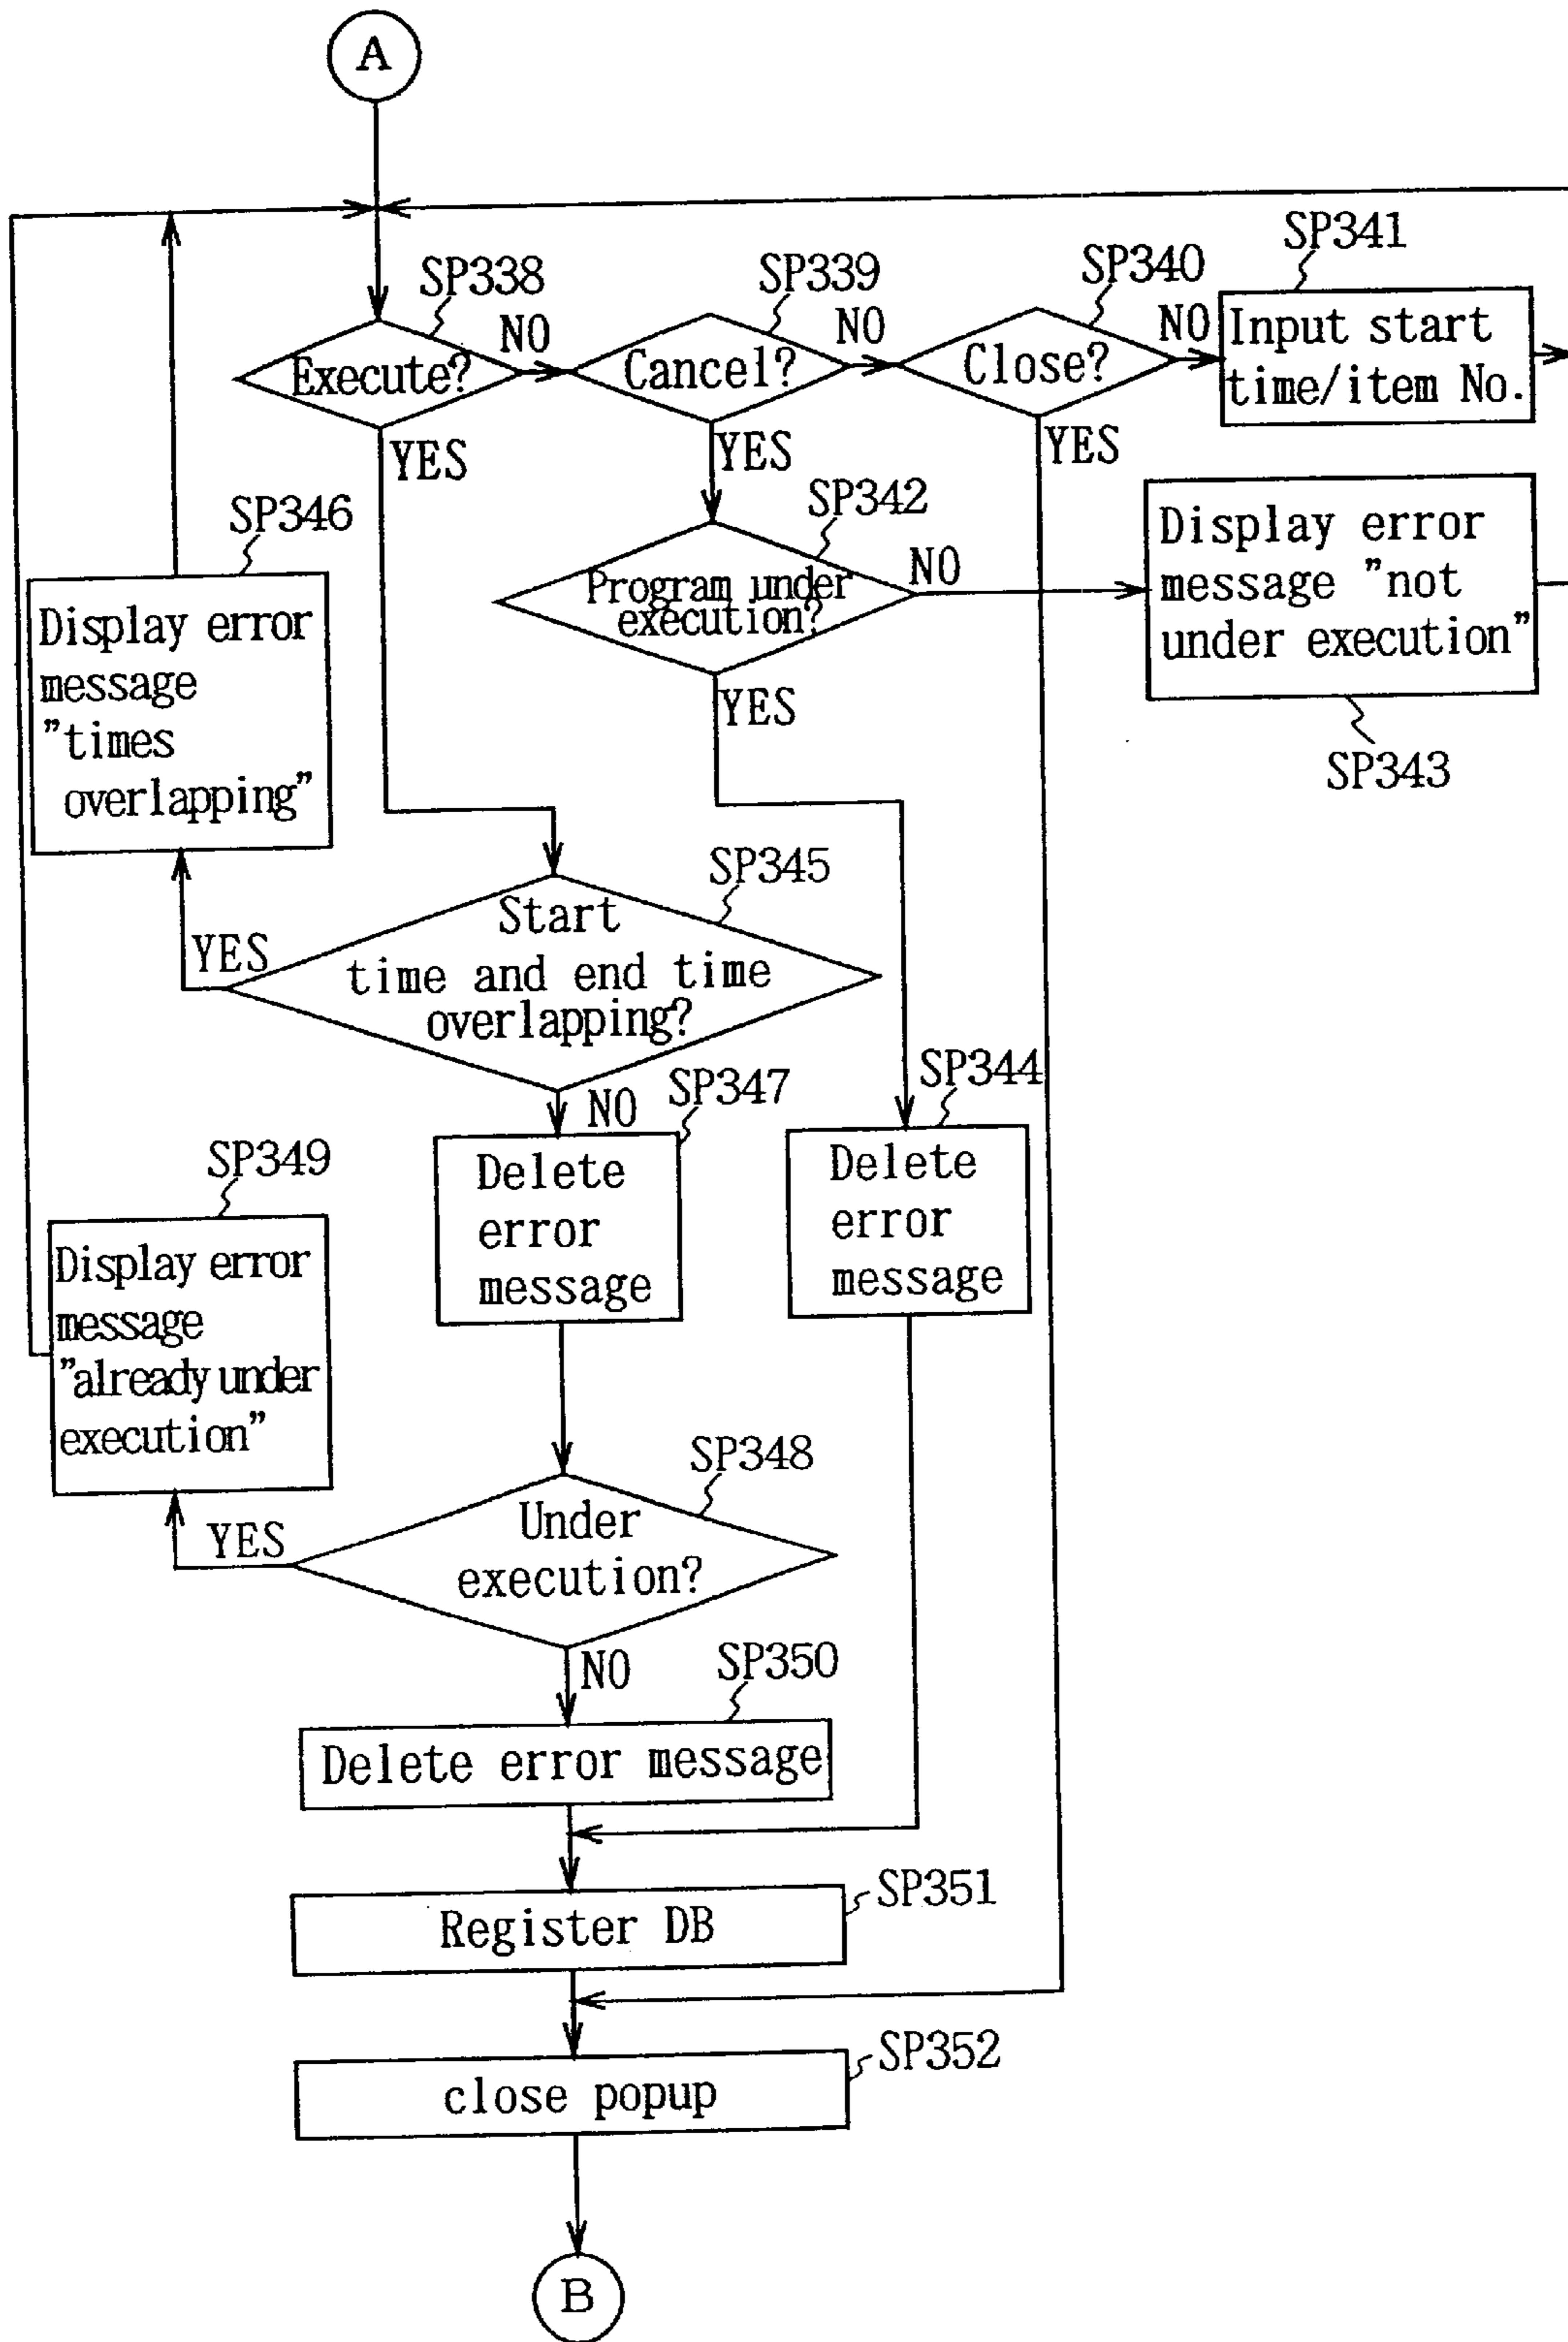 A
SP338
SP339
SP340
SP341
Execute?
NO
Cancel?
NO
Close?
NO
Input start
time/item No.
YES
YES
YES
SP346
Display error
message
"times
overlapping"
SP342
Program under
execution?
NO
YES
Display error
message "not
under execution"
SP343
SP345
Start
time and end time
overlapping?
YES
NO
SP347
Delete
error
message
SP344
Delete
error
message
SP349
Display error
message
"already under
execution"
SP348
Under
execution?
YES
NO
SP350
Delete error message
SP351
Register DB
SP352
close popup
B